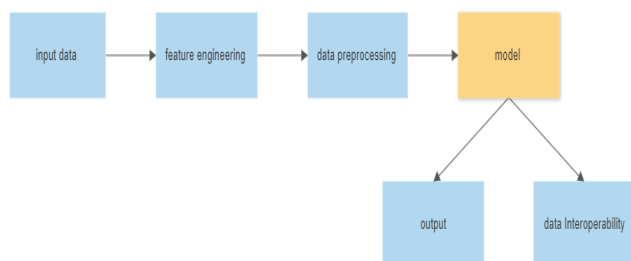 input data
feature engineering
data preprocessing
model
output
data Interoperability